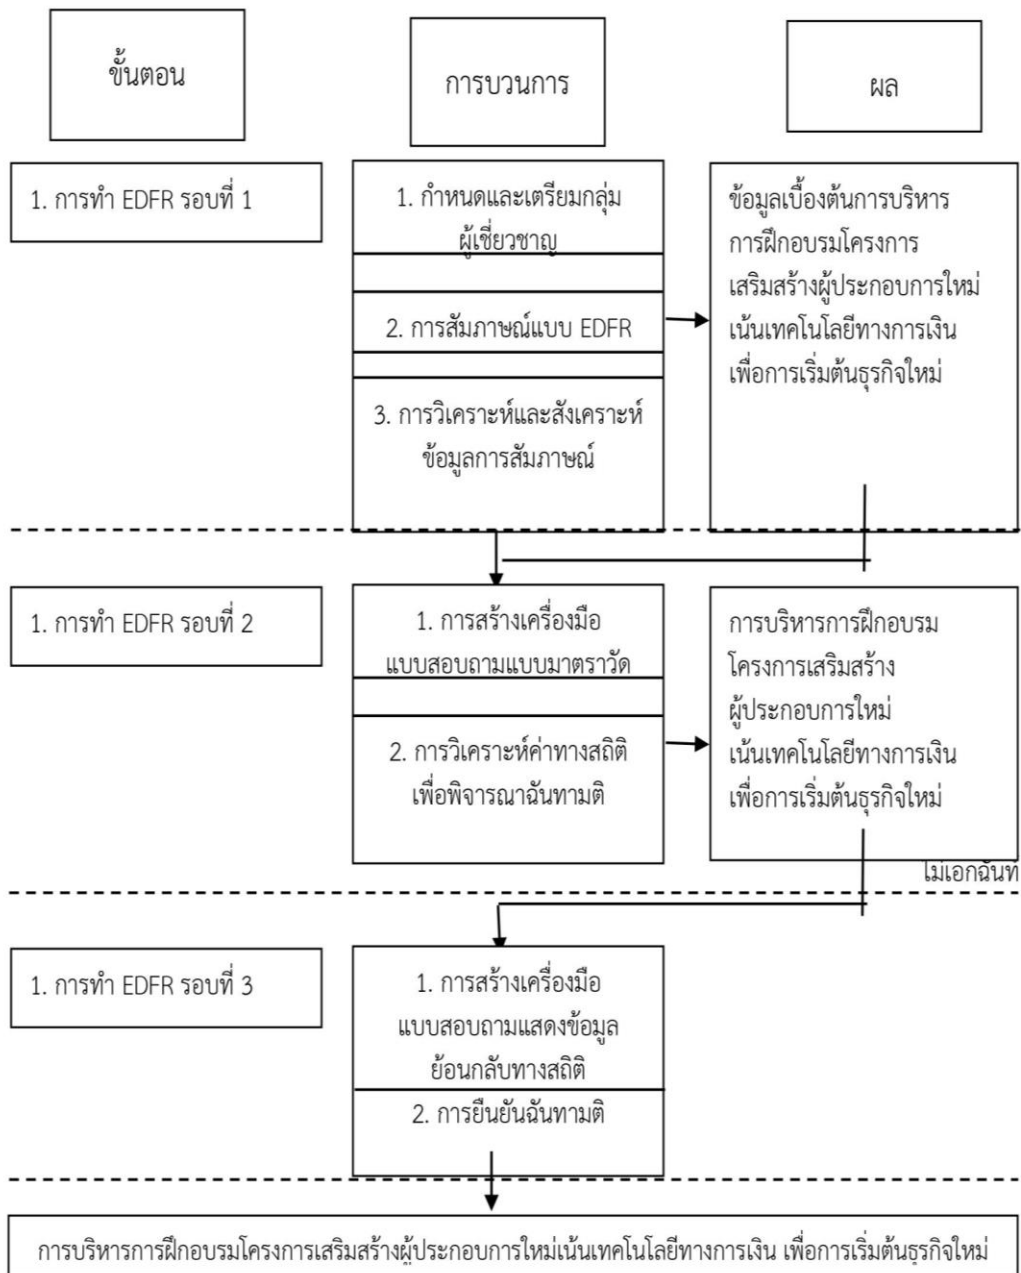 ขั้นตอน
การบวนการ
ผล
1. การทำ EDFR รอบที่ 1
1. กำหนดและเตรียมกลุ่ม
ผู้เชี่ยวชาญ
2. การสัมภาษณ์แบบ EDFR
3. การวิเคราะห์และสังเคราะห์
ข้อมูลการสัมภาษณ์
ข้อมูลเบื้องต้นการบริหาร
การฝึกอบรมโครงการ
เสริมสร้างผู้ประกอบการใหม่
เน้นเทคโนโลยีทางการเงิน
เพื่อการเริ่มต้นธุรกิจใหม่
1. การทำ EDFR รอบที่ 2
1. การสร้างเครื่องมือ
แบบสอบถามแบบมาตราวัด
2. การวิเคราะห์ค่าทางสถิติ
เพื่อพิจารณาฉันทามติ
การบริหารการฝึกอบรม
โครงการเสริมสร้าง
ผู้ประกอบการใหม่
เน้นเทคโนโลยีทางการเงิน
เพื่อการเริ่มต้นธุรกิจใหม่
ไม่เอกฉันท์
1. การทำ EDFR รอบที่ 3
1. การสร้างเครื่องมือ
แบบสอบถามแสดงข้อมูล
ย้อนกลับทางสถิติ
2. การยืนยันฉันทามติ
การบริหารการฝึกอบรมโครงการเสริมสร้างผู้ประกอบการใหม่เน้นเทคโนโลยีทางการเงิน เพื่อการเริ่มต้นธุรกิจใหม่